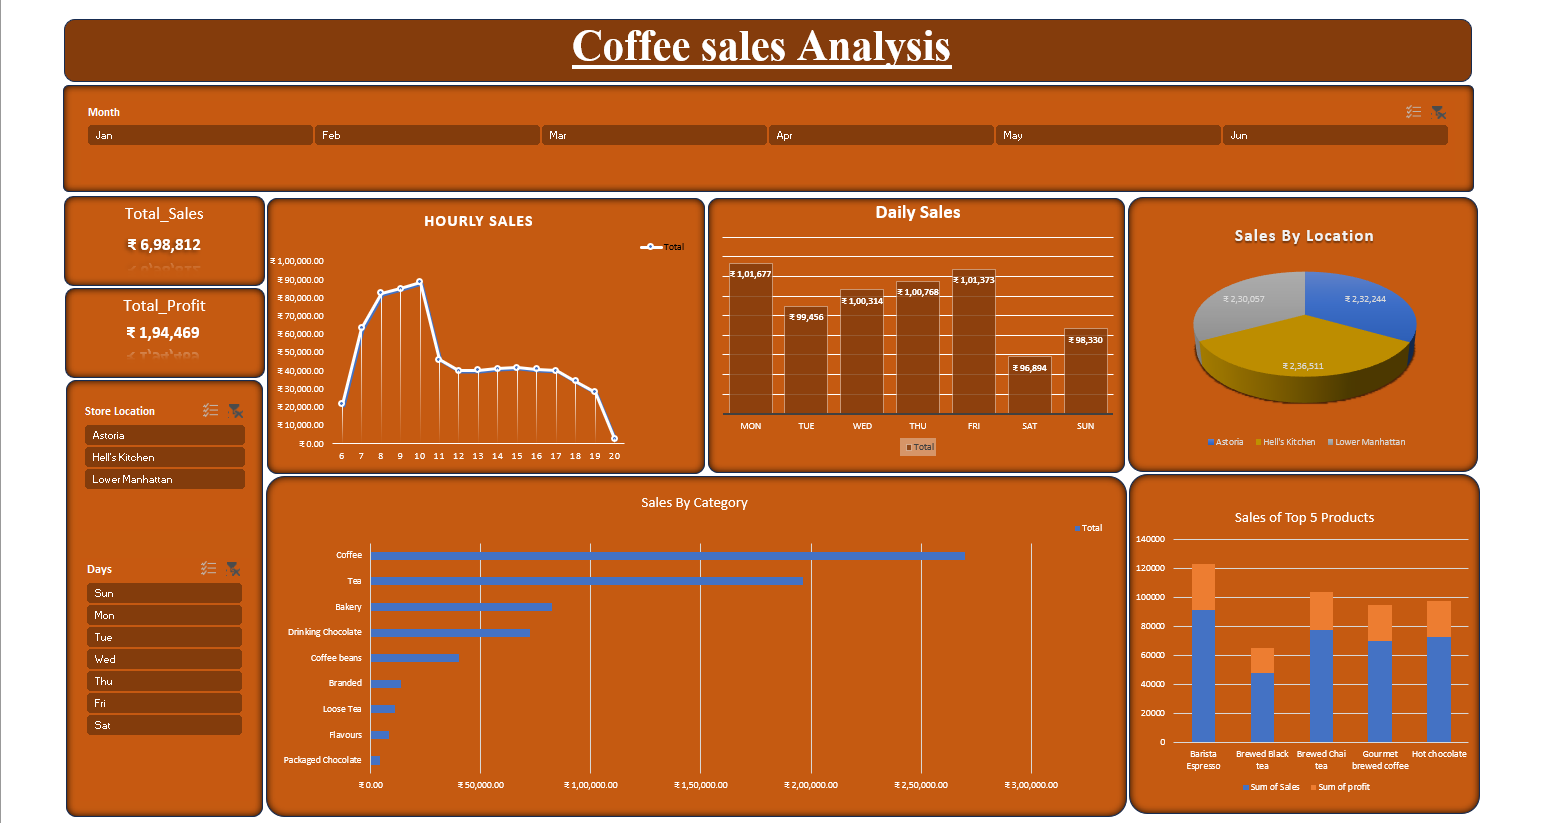 Coffee sales Analysis
Month
Jan
Feb
Mar
Apr
May
Jun
Total_Sales
₹ 6,98,812
Total_Profit
₹ 1,94,469
Store Location
Astoria
Hell's Kitchen
Lower Manhattan
Days
Sun
Mon
Tue
Wed
Thu
Fri
Sat
HOURLY SALES
Total
₹ 1,00,000.00
₹ 90,000.00
₹ 80,000.00
₹ 70,000.00
₹ 60,000.00
₹ 50,000.00
₹ 40,000.00
₹ 30,000.00
₹ 20,000.00
₹ 10,000.00
₹ 0.00
6 7 8 9 10 11 12 13 14 15 16 17 18 19 20
Daily Sales
₹ 1,01,677
₹ 99,456
₹ 1,00,314
₹ 1,00,768
₹ 1,01,373
₹ 96,894
₹ 98,330
MON TUE WED THU FRI SAT SUN
Total
Sales By Location
₹ 2,30,057
₹ 2,32,244
₹ 2,36,511
Astoria Hell's Kitchen Lower Manhattan
Sales By Category
Total
Coffee
Tea
Bakery
Drinking Chocolate
Coffee beans
Branded
Loose Tea
Flavours
Packaged Chocolate
₹ 0.00 ₹ 50,000.00 ₹ 1,00,000.00 ₹ 1,50,000.00 ₹ 2,00,000.00 ₹ 2,50,000.00 ₹ 3,00,000.00
Sales of Top 5 Products
140000
120000
100000
80000
60000
40000
20000
0
Barista
Espresso
Brewed Black
tea
Brewed Chai
tea
Gourmet
brewed coffee
Hot chocolate
Sum of Sales Sum of profit